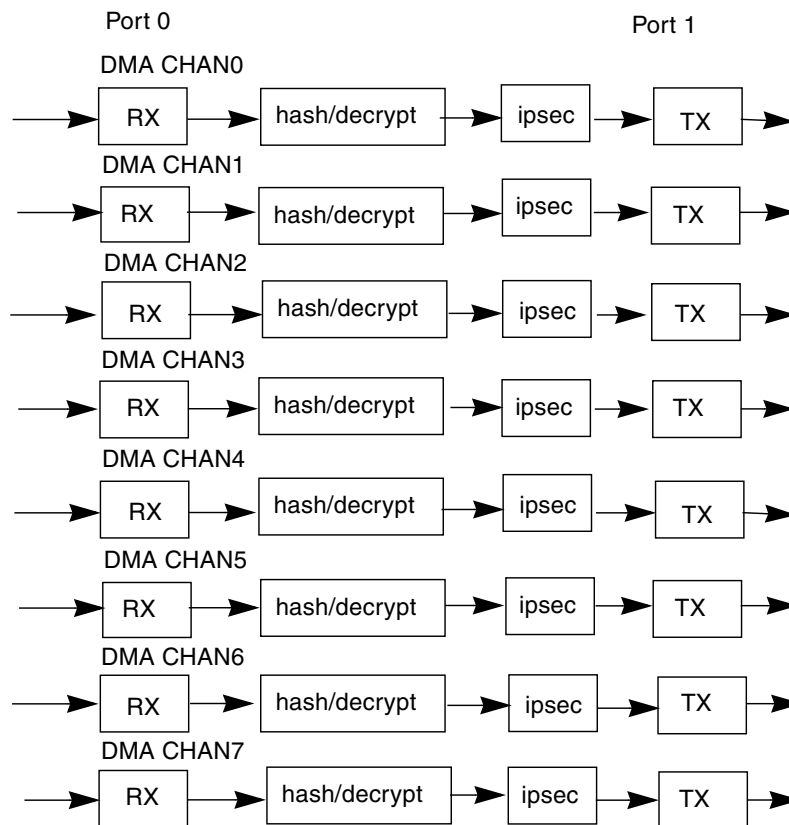 Port 0
Port 1
DMA CHAN0
RX hash/decrypt ipsec TX
DMA CHAN1
RX hash/decrypt ipsec TX
DMA CHAN2
RX hash/decrypt ipsec TX
DMA CHAN3
RX hash/decrypt ipsec TX
DMA CHAN4
RX hash/decrypt ipsec TX
DMA CHAN5
RX hash/decrypt ipsec TX
DMA CHAN6
RX hash/decrypt ipsec TX
DMA CHAN7
RX hash/decrypt ipsec TX